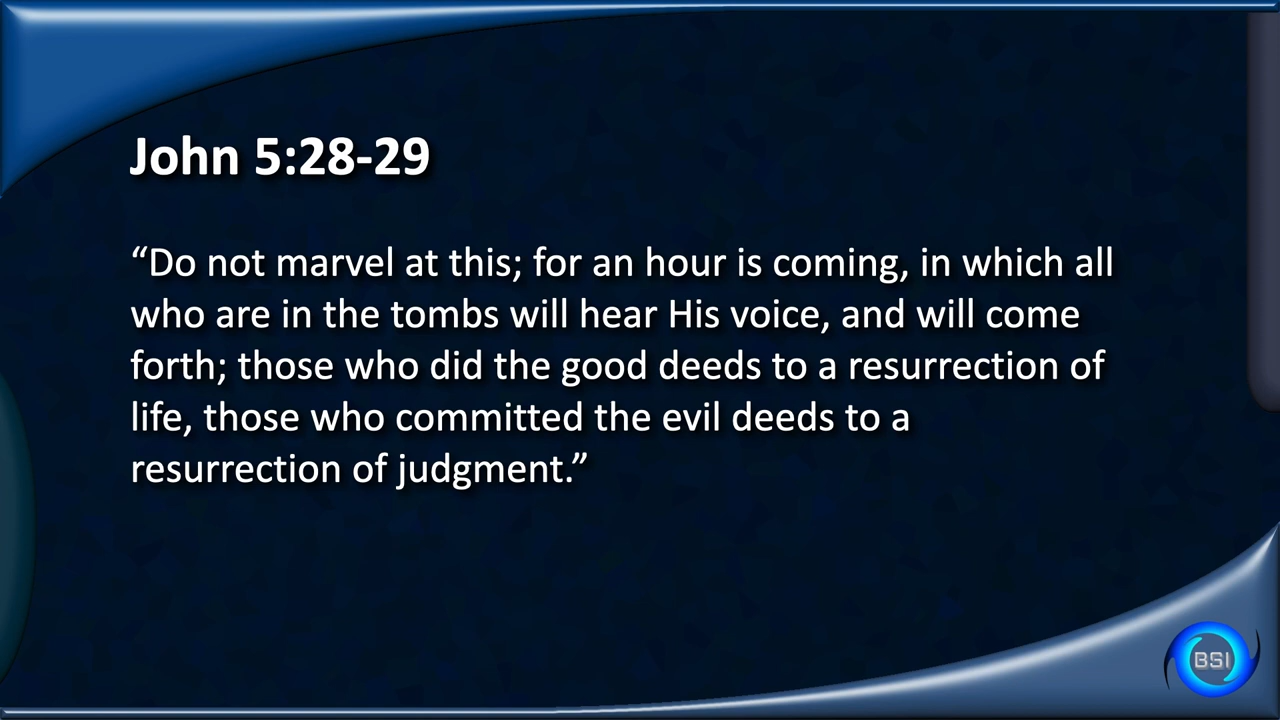 John 5:28-29
“Do not marvel at this; for an hour is coming, in which all
who are in the tombs will hear His voice, and will come
forth; those who did the good deeds to a resurrection of
life, those who committed the evil deeds to a
resurrection of judgment.”
BSI